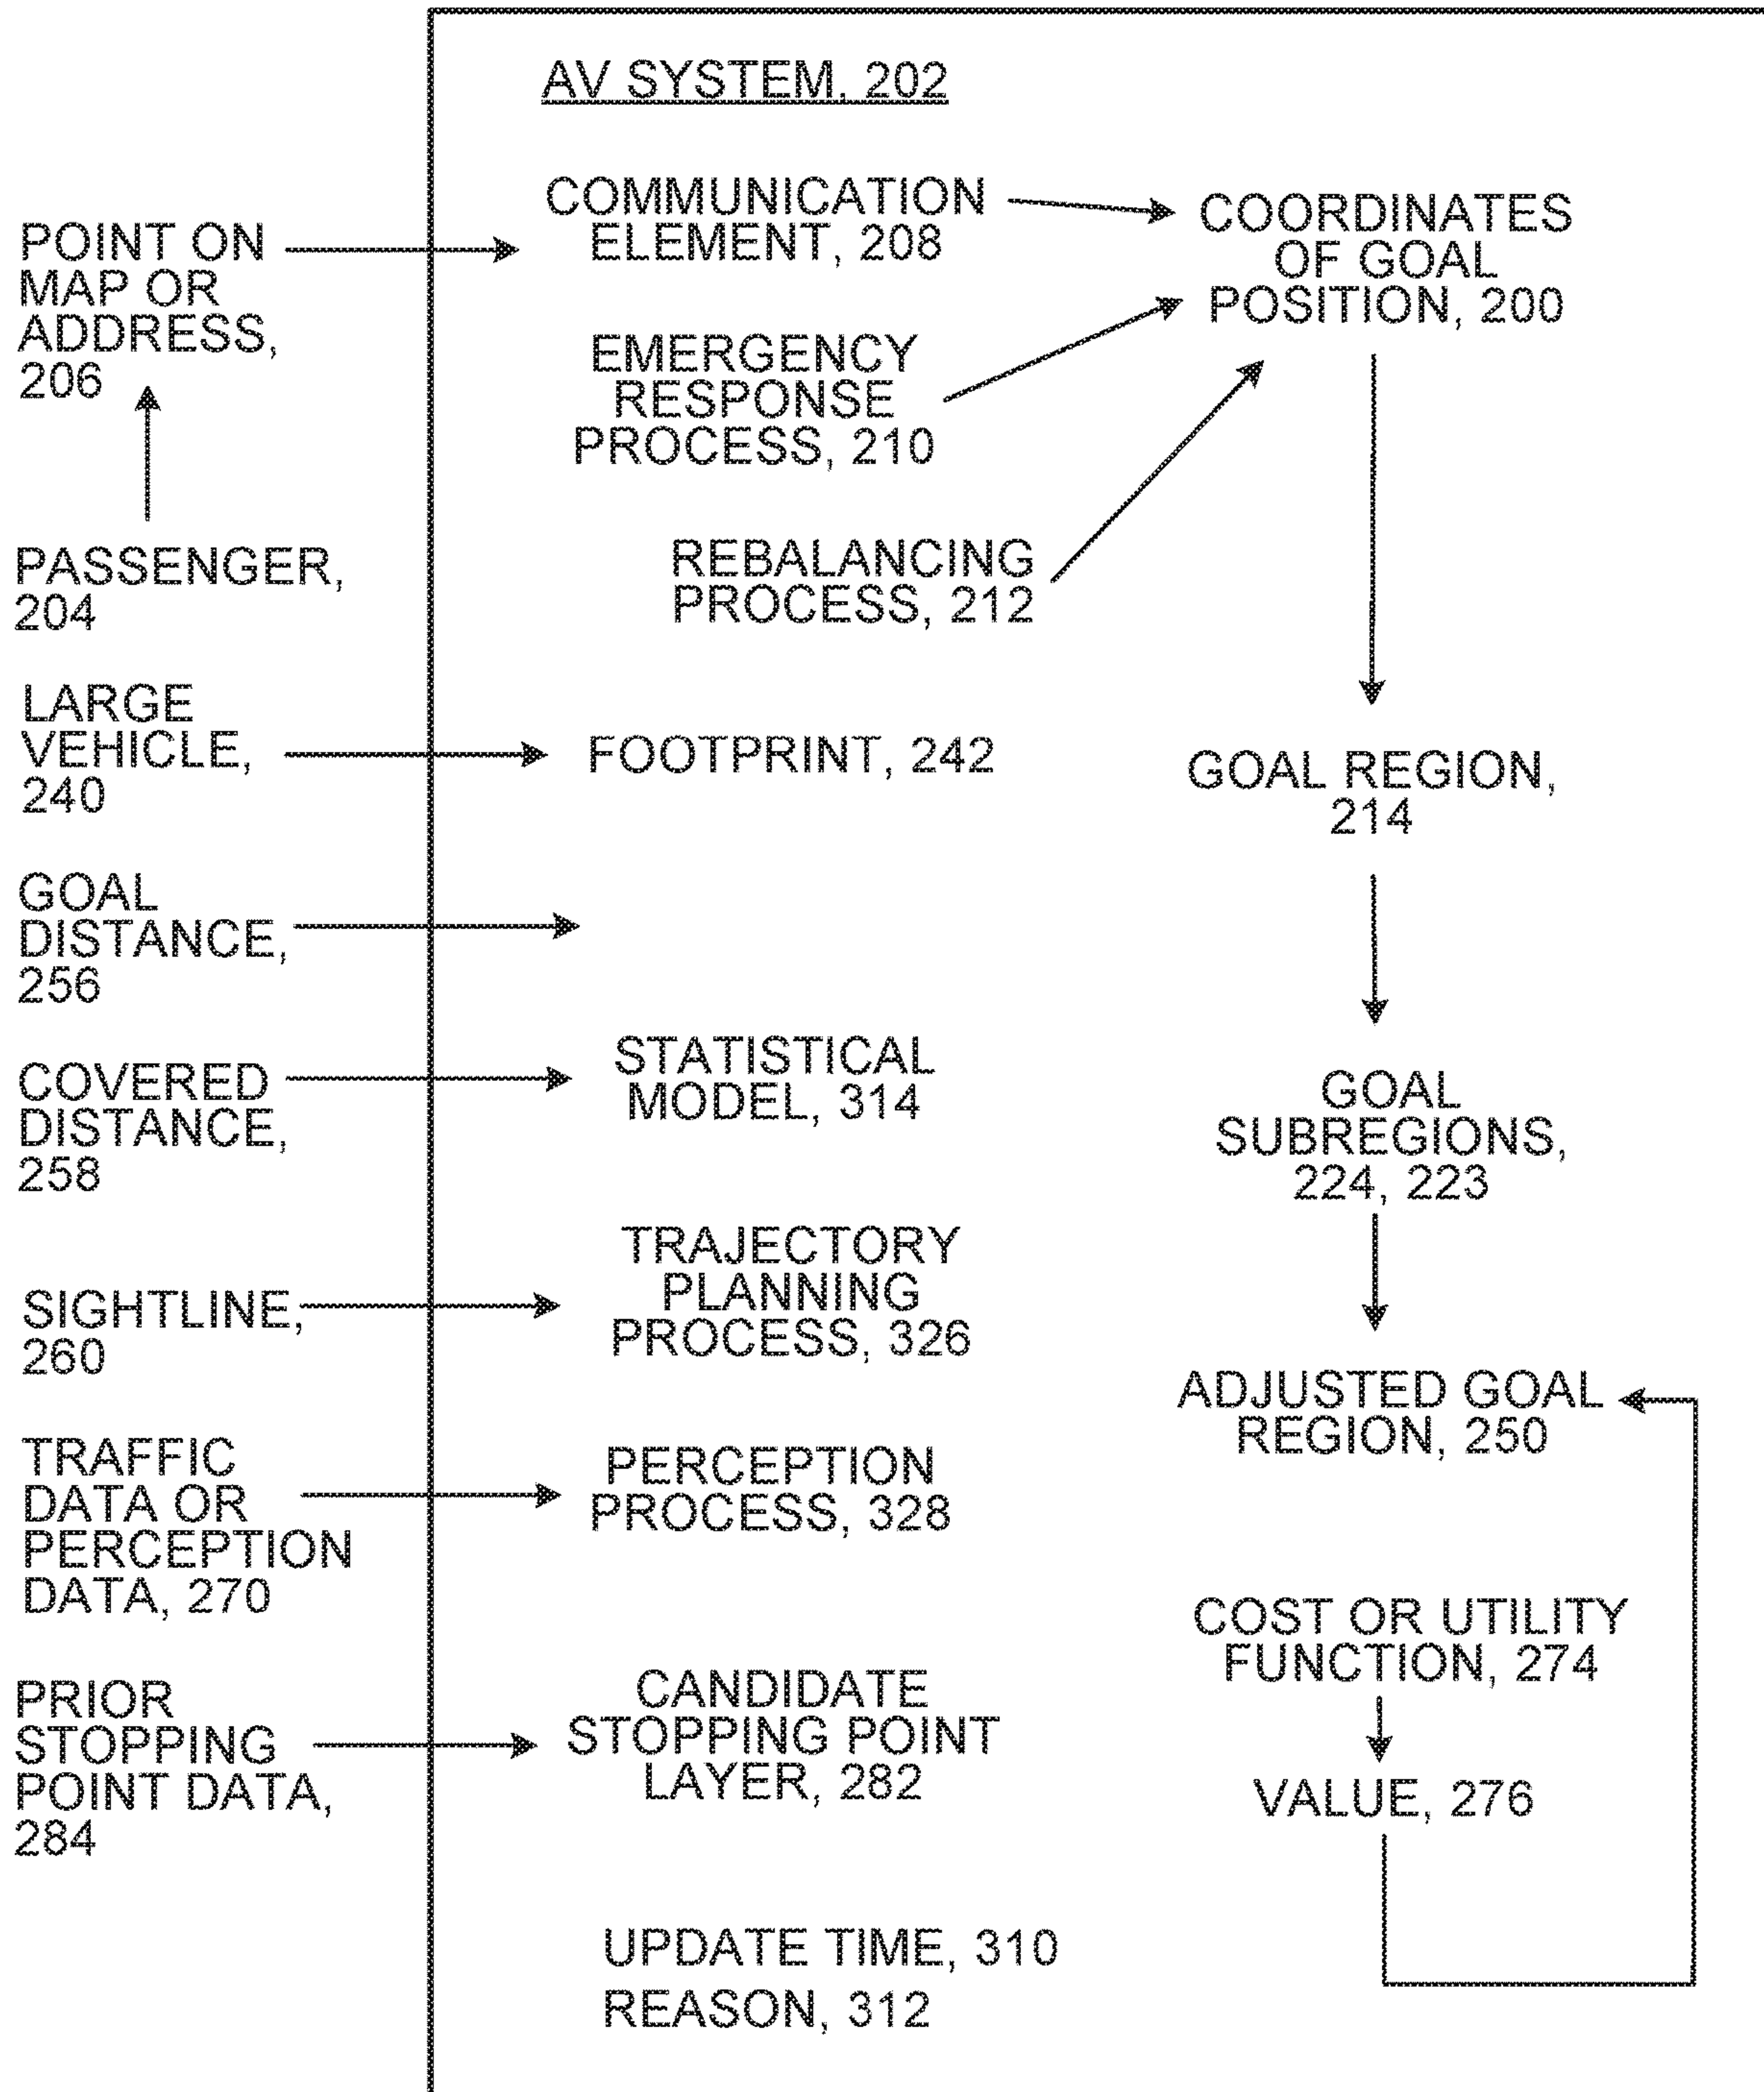 AV SYSTEM, 202
POINT ON
MAP OR
ADDRESS,
206
PASSENGER,
204
LARGE
VEHICLE,
240
GOAL
DISTANCE,
256
COVERED
DISTANCE,
258
SIGHTLINE,
260
TRAFFIC
DATA OR
PERCEPTION
DATA, 270
PRIOR
STOPPING
POINT DATA,
284
COMMUNICATION
ELEMENT, 208
EMERGENCY
RESPONSE
PROCESS, 210
REBALANCING
PROCESS, 212
FOOTPRINT, 242
STATISTICAL
MODEL, 314
TRAJECTORY
PLANNING
PROCESS, 326
PERCEPTION
PROCESS, 328
CANDIDATE
STOPPING POINT
LAYER, 282
UPDATE TIME, 310
REASON, 312
COORDINATES
OF GOAL
POSITION, 200
GOAL REGION,
214
GOAL
SUBREGIONS,
224, 223
ADJUSTED GOAL
REGION, 250
COST OR UTILITY
FUNCTION, 274
VALUE, 276